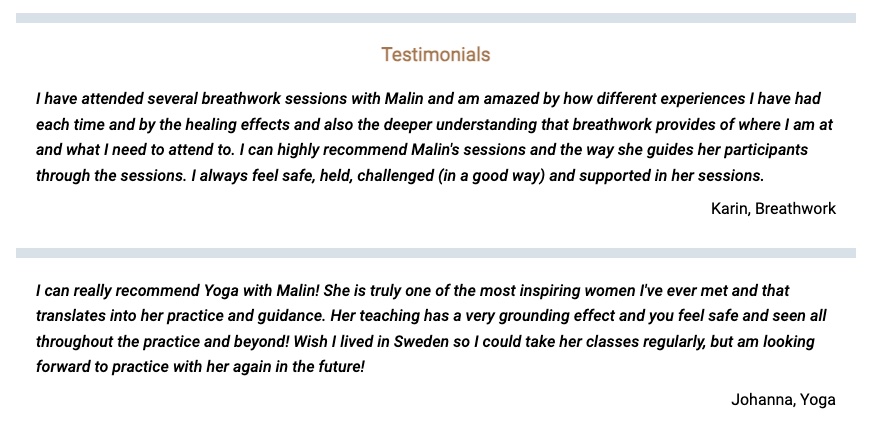 Testimonials
I have attended several breathwork sessions with Malin and am amazed by how different experiences I have had
each time and by the healing effects and also the deeper understanding that breathwork provides of where I am at
and what I need to attend to. I can highly recommend Malin's sessions and the way she guides her participants
through the sessions. I always feel safe, held, challenged (in a good way) and supported in her sessions.
Karin, Breathwork
I can really recommend Yoga with Malin! She is truly one of the most inspiring women I've ever met and that
translates into her practice and guidance. Her teaching has a very grounding effect and you feel safe and seen all
throughout the practice and beyond! Wish I lived in Sweden so I could take her classes regularly, but am looking
forward to practice with her again in the future!
Johanna, Yoga